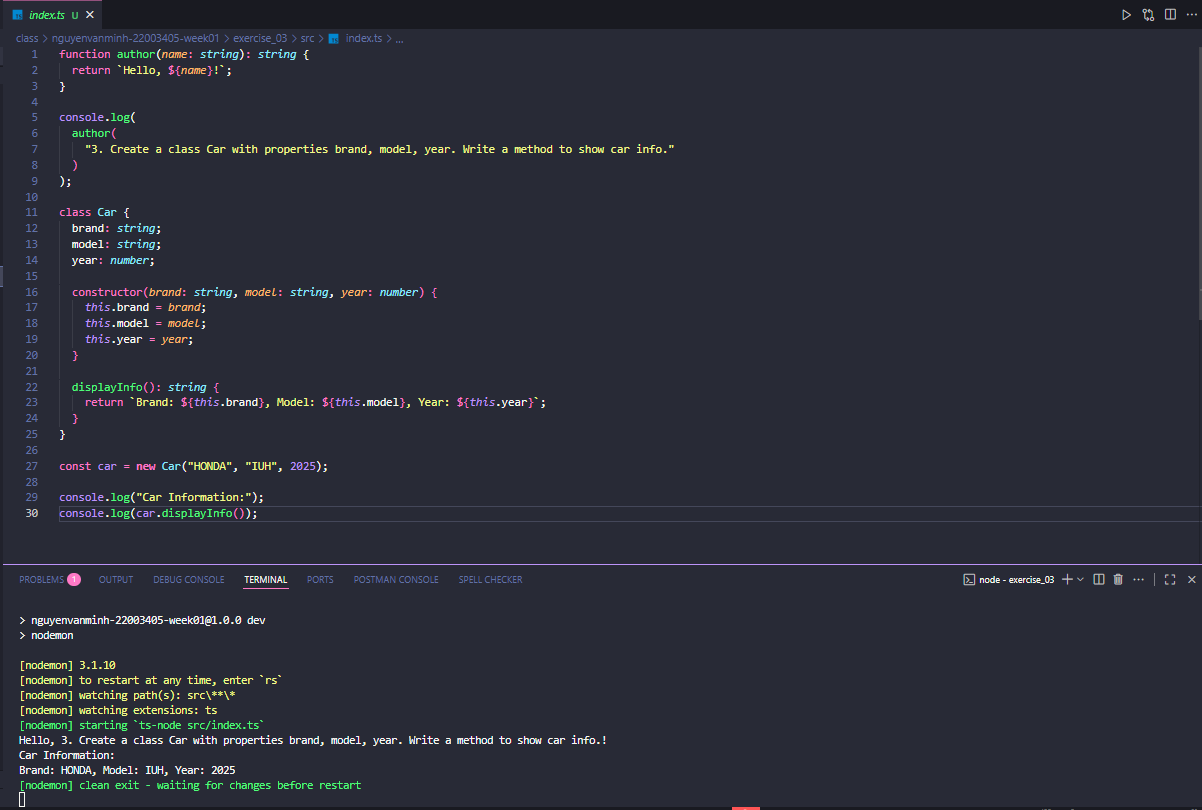 index.ts U
class > nguyenvanminh-22003405-week01 > exercise_03 > src > index.ts > ...
1 function author(name: string): string {
2 return `Hello, ${name}!`;
3 }
4
5 console.log(
6 author(
7 "3. Create a class Car with properties brand, model, year. Write a method to show car info."
8 )
9 );
10
11 class Car {
12 brand: string;
13 model: string;
14 year: number;
15
16 constructor(brand: string, model: string, year: number) {
17 this.brand = brand;
18 this.model = model;
19 this.year = year;
20 }
21
22 displayInfo(): string {
23 return `Brand: ${this.brand}, Model: ${this.model}, Year: ${this.year}`;
24 }
25 }
26
27 const car = new Car("HONDA", "IUH", 2025);
28
29 console.log("Car Information:");
30 console.log(car.displayInfo());
PROBLEMS 1 OUTPUT DEBUG CONSOLE TERMINAL PORTS POSTMAN CONSOLE SPELL CHECKER node - exercise_03
> nguyenvanminh-22003405-week01@1.0.0 dev
> nodemon
[nodemon] 3.1.10
[nodemon] to restart at any time, enter `rs`
[nodemon] watching path(s): src\**\*
[nodemon] watching extensions: ts
[nodemon] starting `ts-node src/index.ts`
Hello, 3. Create a class Car with properties brand, model, year. Write a method to show car info.!
Car Information:
Brand: HONDA, Model: IUH, Year: 2025
[nodemon] clean exit - waiting for changes before restart